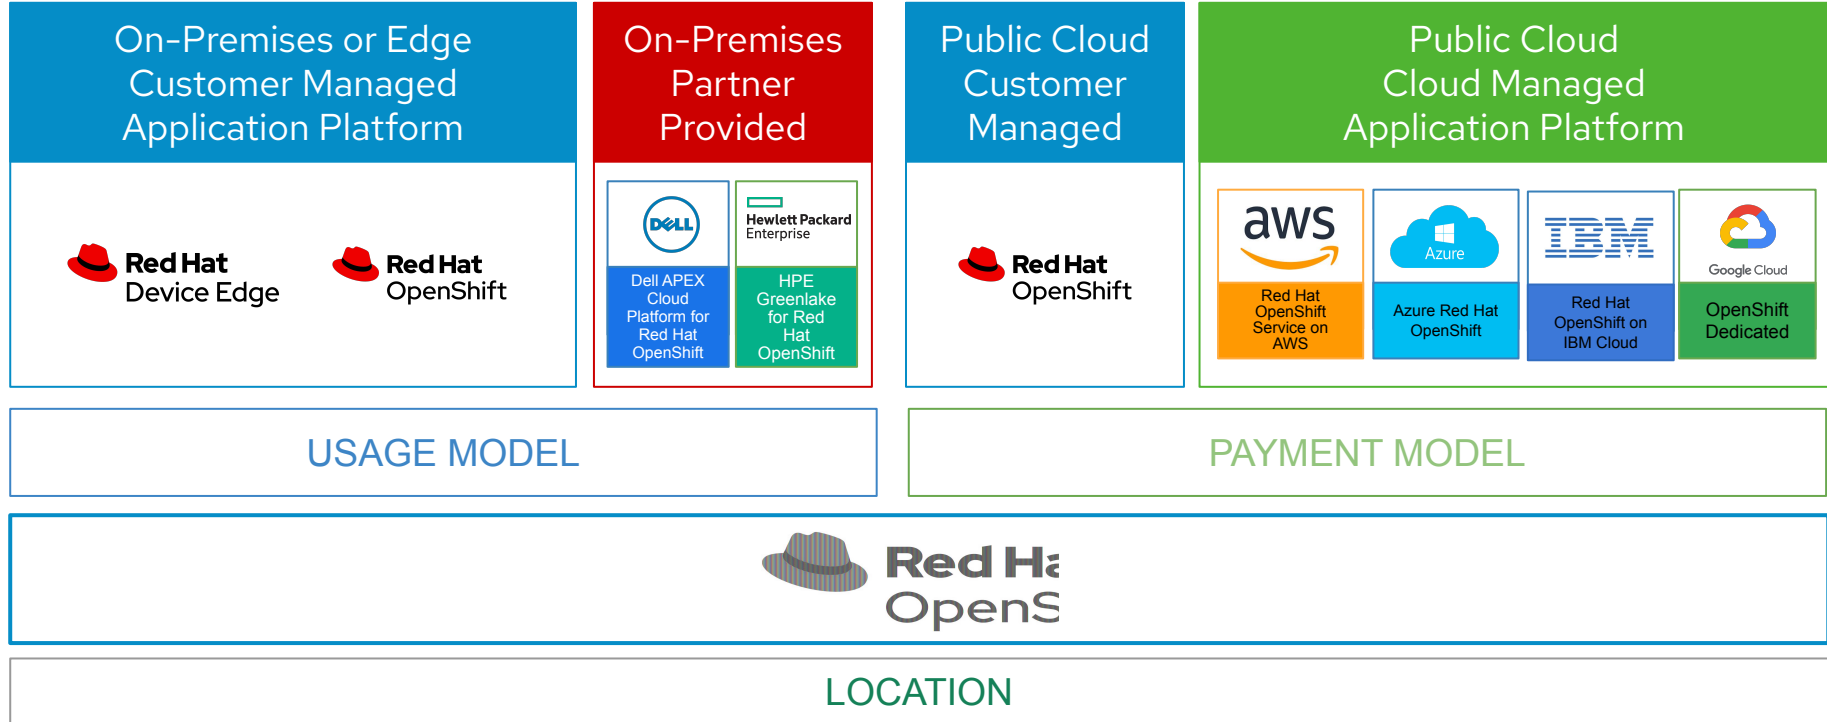 On-Premises or Edge
Customer Managed
Application Platform
Red Hat
Device Edge
Red Hat
OpenShift
On-Premises
Partner
Provided
DELL
Dell APEX
Cloud
Platform for
Red Hat
OpenShift
Hewlett Packard
Enterprise
HPE
Greenlake
for Red
Hat
OpenShift
Public Cloud
Customer
Managed
Red Hat
OpenShift
Public Cloud
Cloud Managed
Application Platform
aws
Red Hat
OpenShift
Service on
AWS
Azure
Azure Red Hat
OpenShift
IBM
Red Hat
OpenShift on
IBM Cloud
Google Cloud
OpenShift
Dedicated
USAGE MODEL
PAYMENT MODEL
Red Ha
OpenS
LOCATION